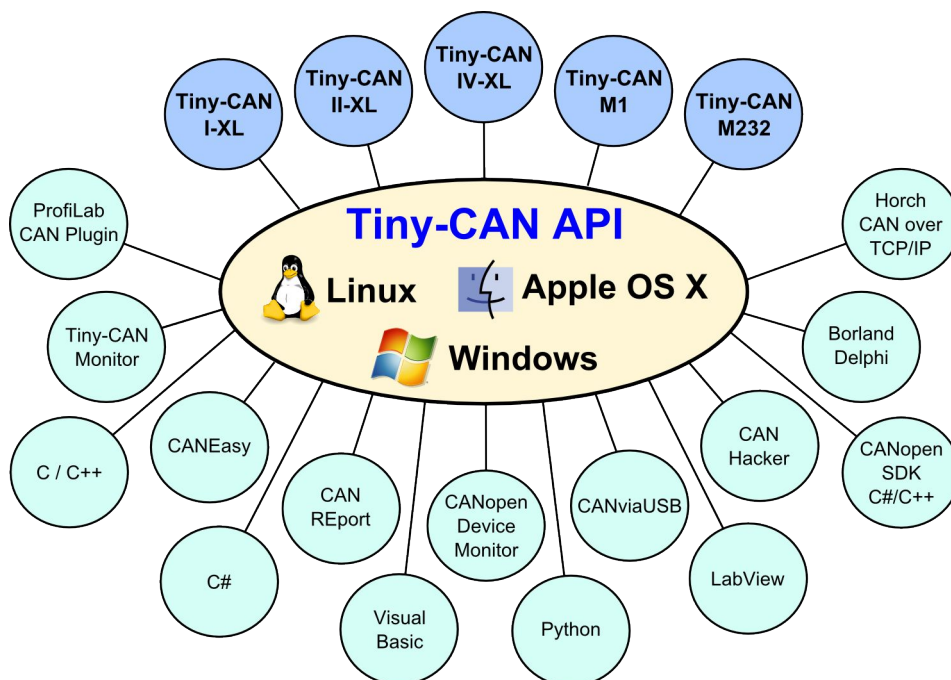 Tiny-CAN
I-XL
Tiny-CAN
II-XL
Tiny-CAN
IV-XL
Tiny-CAN
M1
Tiny-CAN
M232
ProfiLab
CAN Plugin
Tiny-CAN API
Horch
CAN over
TCP/IP
Linux
Apple OS X
Windows
Tiny-CAN
Monitor
Borland
Delphi
C / C++
CANEasy
CAN
REport
CANopen
Device
Monitor
CANviaUSB
CAN
Hacker
CANopen
SDK
C#/C++
C#
Visual
Basic
Python
LabView